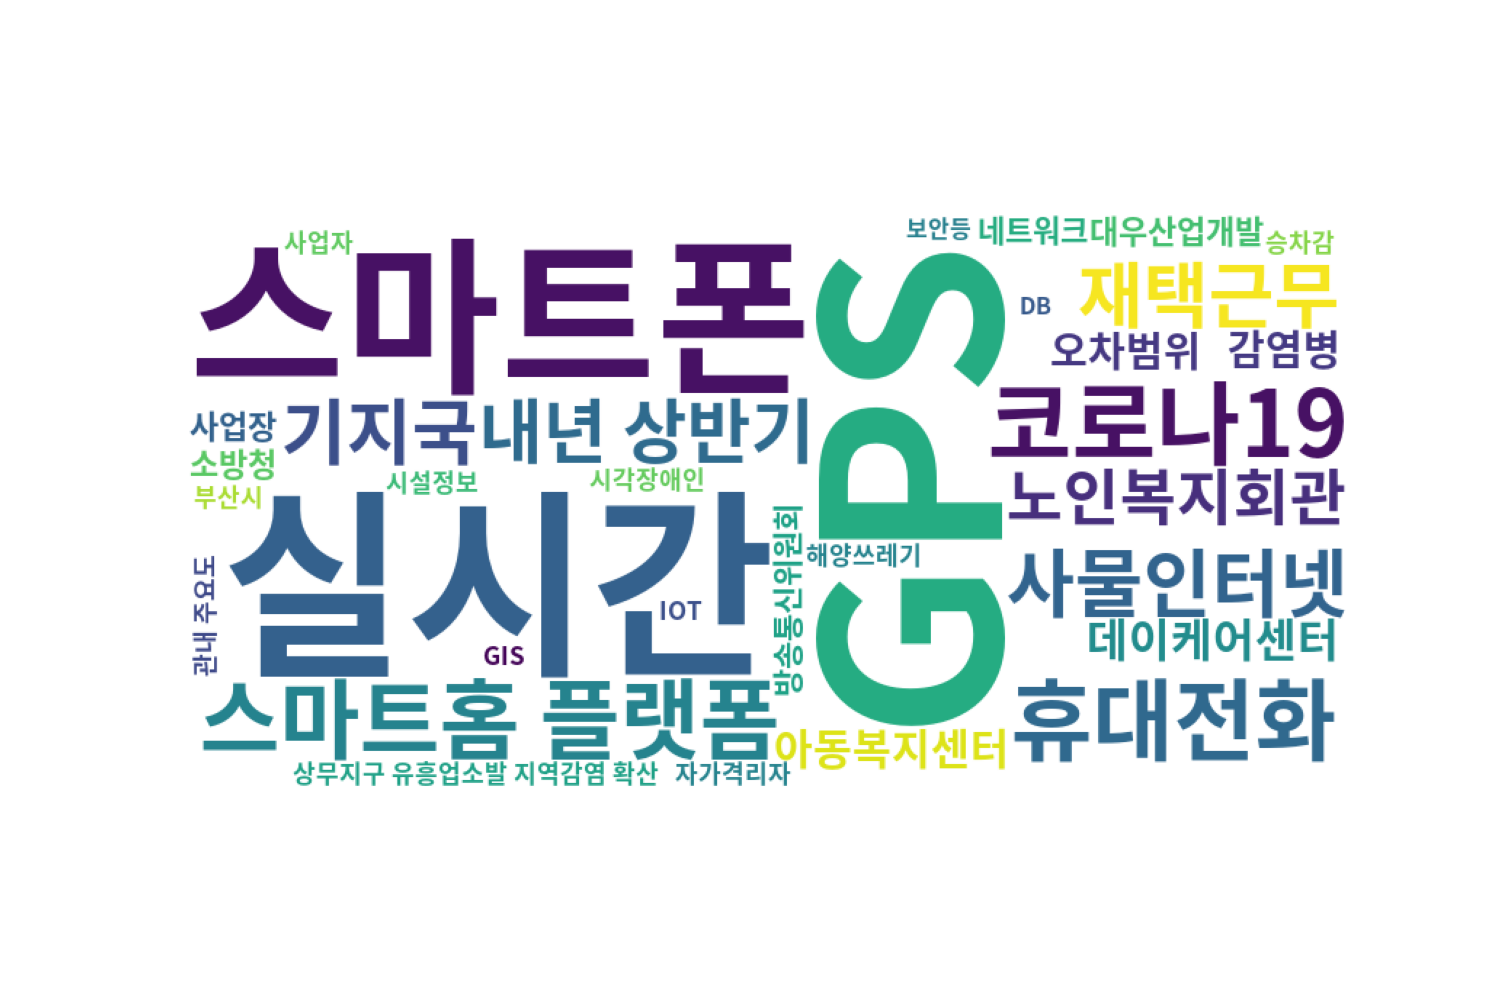 사업자
스마트폰
사업장
기지국
내년 상반기
소방청
부산시
시설정보
시각장애인
실시간
IOT
GIS
관내 주요도
스마트홈 플랫폼
상무지구 유흥업소발 지역감염 확산
자가격리자
방송통신위원회
GPS
해양쓰레기
아동복지센터
보안등
네트워크
대우산업개발
승차감
DB
재택근무
오차범위
감염병
코로나19
노인복지회관
사물인터넷
데이케어센터
휴대전화